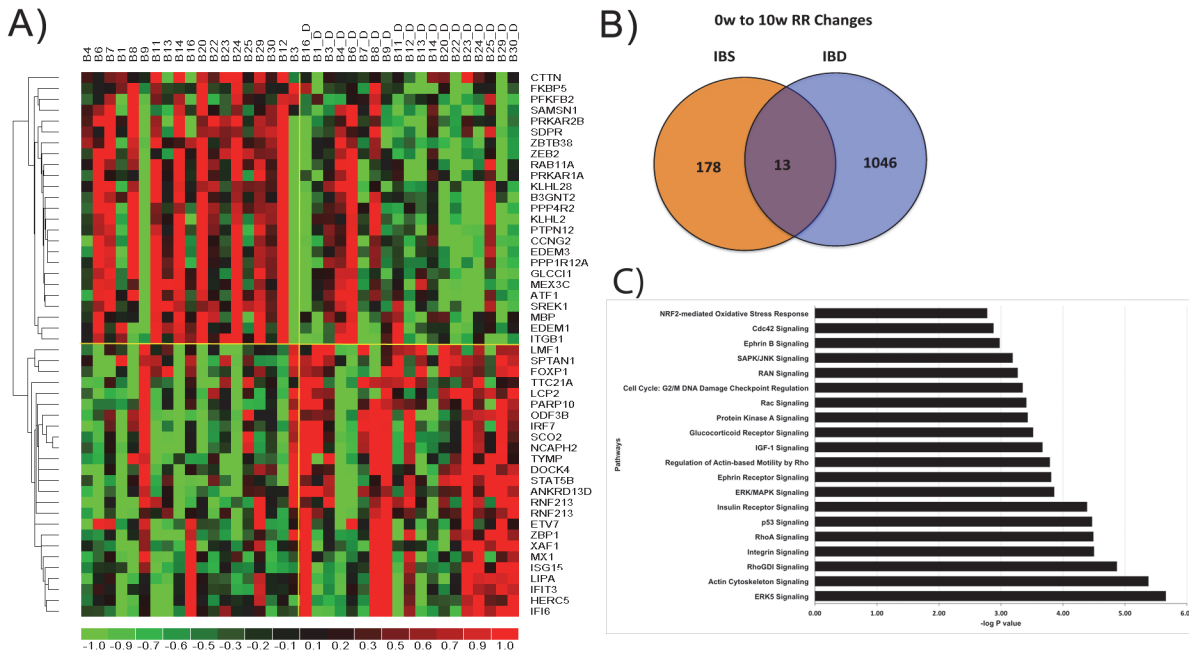 A)
B4 B6 B7 B1 B8 B9 B11 B13 B14 B16 B20 B22 B23 B24 B25 B29 B30 B12 B3 B16_D B1_D B3_D B4_D B6_D B7_D B8_D B9_D B11_D B12_D B13_D B14_D B20_D B22_D B23_D B24_D B25_D B29_D B30_D
CTTN
FKBP5
PFKFB2
SAMSN1
PRKAR2B
SDPR
ZBTB38
ZEB2
RAB11A
PRKAR1A
KLHL28
B3GNT2
PPP4R2
KLHL2
PTPN12
CCNG2
EDEM3
PPP1R12A
GLCCI1
MEX3C
ATF1
SREK1
MBP
EDEM1
ITGB1
LMF1
SPTAN1
FOXP1
TTC21A
LCP2
PARP10
ODF3B
IRF7
SCO2
NCAPH2
TYMP
DOCK4
STAT5B
ANKRD13D
RNF213
RNF213
ETV7
ZBP1
XAF1
MX1
ISG15
LIPA
IFIT3
HERC5
IFI6
-1.0 -0.9 -0.7 -0.6 -0.5 -0.3 -0.2 -0.1 0.1 0.2 0.3 0.5 0.6 0.7 0.9 1.0
B)
0w to 10w RR Changes
IBS IBD
178 13 1046
C)
Pathways
NRF2-mediated Oxidative Stress Response
Cdc42 Signaling
Ephrin B Signaling
SAPK/JNK Signaling
RAN Signaling
Cell Cycle: G2/M DNA Damage Checkpoint Regulation
Rac Signaling
Protein Kinase A Signaling
Glucocorticoid Receptor Signaling
IGF-1 Signaling
Regulation of Actin-based Motility by Rho
Ephrin Receptor Signaling
ERK/MAPK Signaling
Insulin Receptor Signaling
p53 Signaling
RhoA Signaling
Integrin Signaling
RhoGDI Signaling
Actin Cytoskeleton Signaling
ERK5 Signaling
0.00 1.00 2.00 3.00 4.00 5.00 6.0
-log P value